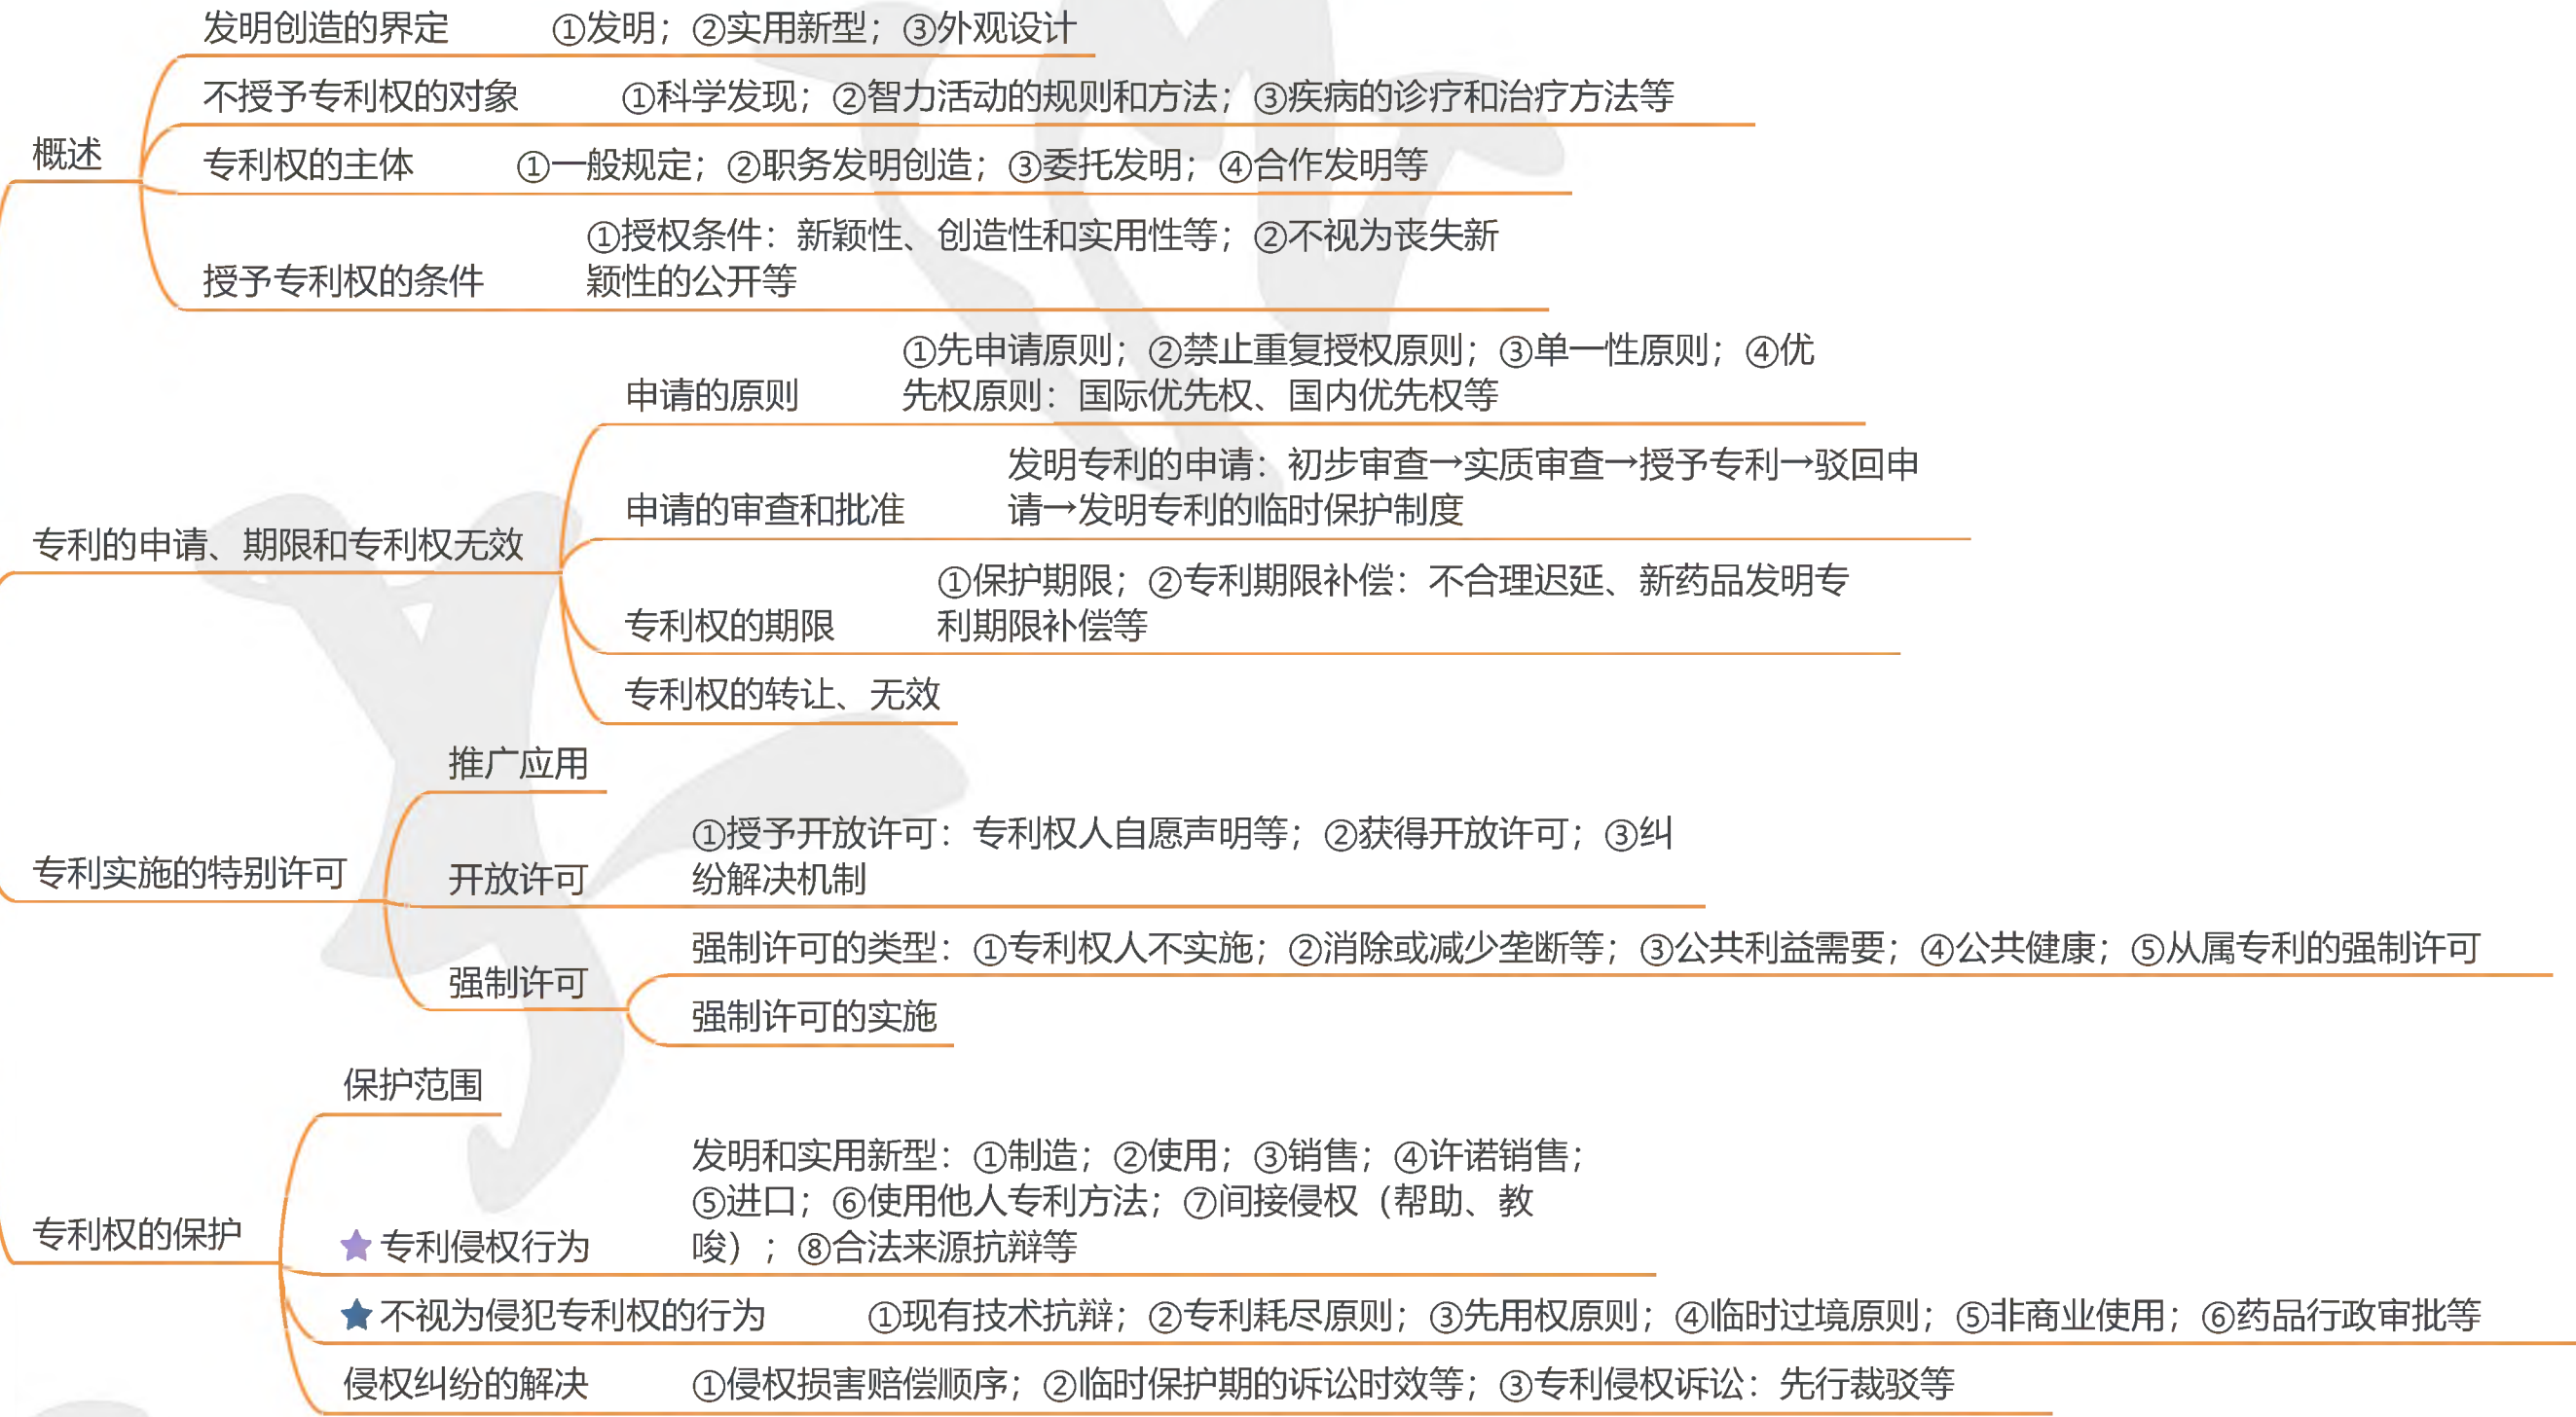 发明创造的界定 ①发明；②实用新型；③外观设计
不授予专利权的对象 ①科学发现；②智力活动的规则和方法；③疾病的诊疗和治疗方法等
概述
专利权的主体 ①一般规定；②职务发明创造；③委托发明；④合作发明等
①授权条件：新颖性、创造性和实用性等；②不视为丧失新
授予专利权的条件 颖性的公开等
①先申请原则；②禁止重复授权原则；③单一性原则；④优
申请的原则 先权原则：国际优先权、国内优先权等
发明专利的申请：初步审查→实质审查→授予专利→驳回申
申请的审查和批准 请→发明专利的临时保护制度
专利的申请、期限和专利权无效
①保护期限；②专利期限补偿：不合理迟延、新药品发明专
专利权的期限 利期限补偿等
专利权的转让、无效
推广应用
①授予开放许可：专利权人自愿声明等；②获得开放许可；③纠
专利实施的特别许可
开放许可 纷解决机制
强制许可的类型：①专利权人不实施；②消除或减少垄断等；③公共利益需要；④公共健康；⑤从属专利的强制许可
强制许可
强制许可的实施
保护范围
发明和实用新型：①制造；②使用；③销售；④许诺销售；
⑤进口；⑥使用他人专利方法；⑦间接侵权（帮助、教
专利权的保护
专利侵权行为 唆）；⑧合法来源抗辩等
不视为侵犯专利权的行为 ①现有技术抗辩；②专利耗尽原则；③先用权原则；④临时过境原则；⑤非商业使用；⑥药品行政审批等
侵权纠纷的解决 ①侵权损害赔偿顺序；②临时保护期的诉讼时效等；③专利侵权诉讼：先行裁驳等